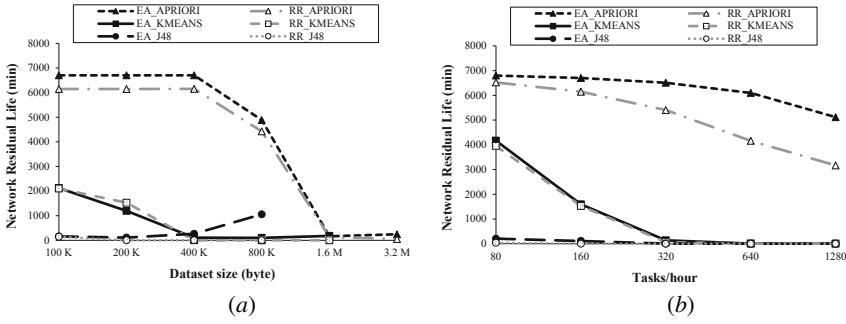 EA_APRIORI RR_APRIORI
EA_KMEANS RR_KMEANS
EA_J48 RR_J48
Network Residual Life (min)
8000
7000
6000
5000
4000
3000
2000
1000
0
100 K 200 K 400 K 800 K 1.6 M 3.2 M
Dataset size (byte)
(a)
EA_APRIORI RR_APRIORI
EA_KMEANS RR_KMEANS
EA_J48 RR_J48
Network Residual Life (min)
8000
7000
6000
5000
4000
3000
2000
1000
0
80 160 320 640 1280
Tasks/hour
(b)